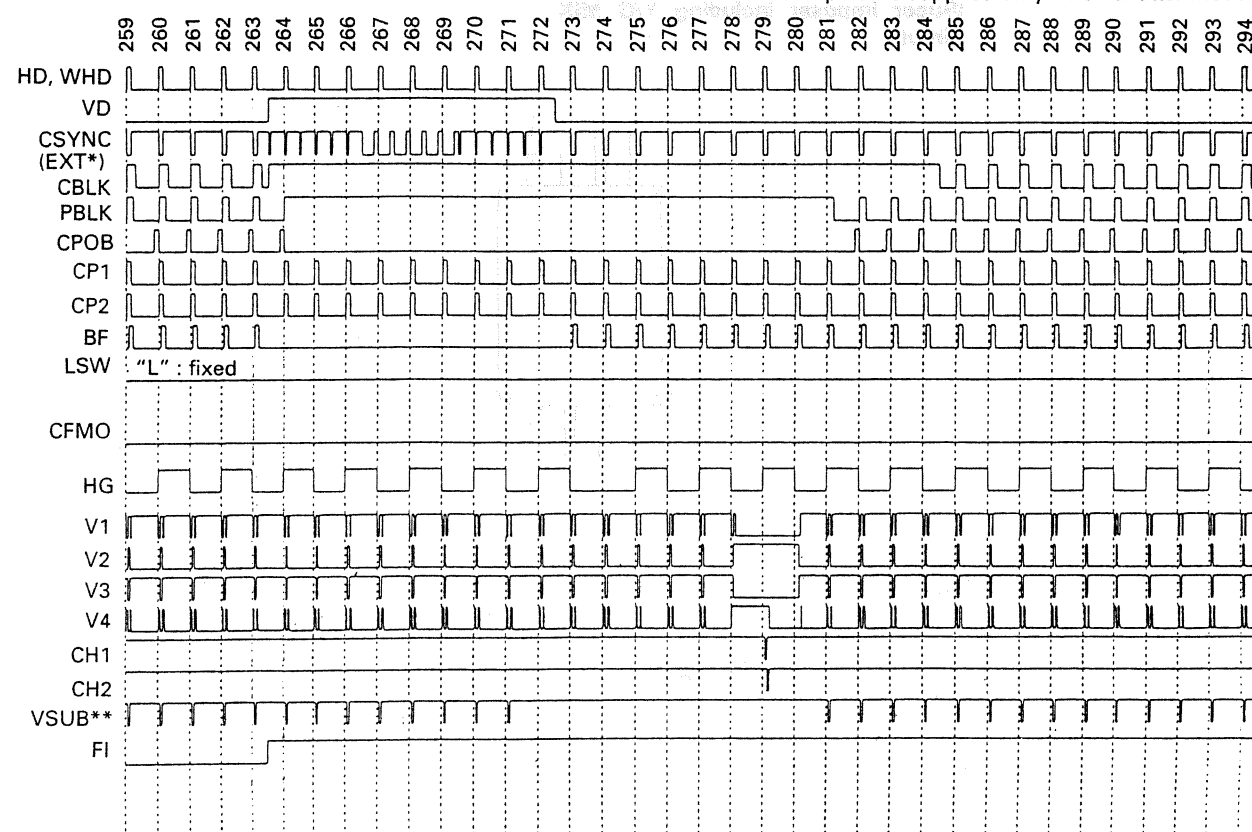 259 260 261 262 263 264 265 266 267 268 269 270 271 272 273 274 275 276 277 278 279 280 281 282 283 284 285 286 287 288 289 290 291 292 293 294
HD, WHD
VD
CSYNC
(EXT*)
CBLK
PBLK
CPOB
CP1
CP2
BF
LSW "L" : fixed
CFMO
HG
V1
V2
V3
V4
CH1
CH2
VSUB**
FI